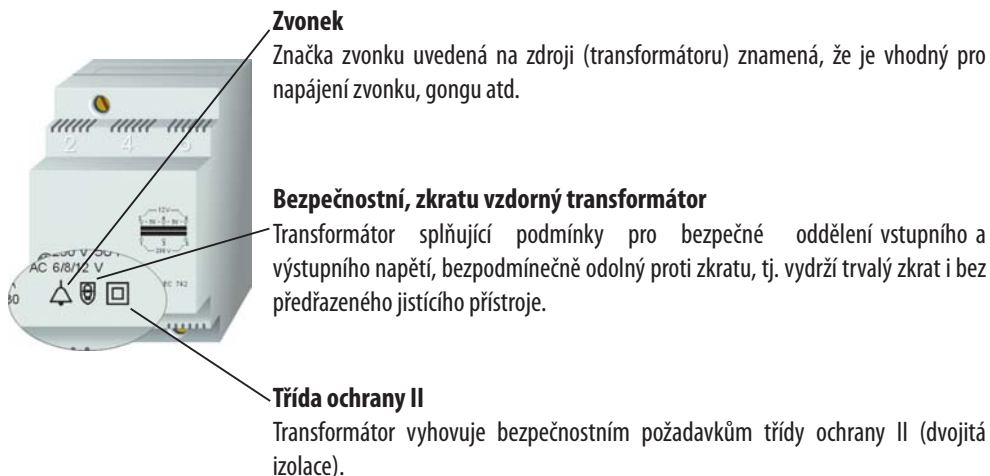 Zvonek
Značka zvonku uvedená na zdroji (transformátoru) znamená, že je vhodný pro
napájení zvonku, gongu atd.
Bezpečnostní, zkratu vzdorný transformátor
Transformátor splňující podmínky pro bezpečné oddělení vstupního a
výstupního napětí, bezpodmínečně odolný proti zkratu, tj. vydrží trvalý zkrat i bez
předřazeného jistícího přístroje.
Třída ochrany II
Transformátor vyhovuje bezpečnostním požadavkům třídy ochrany II (dvojitá
izolace).
2 4
12V
AC 6/8/12 V
742